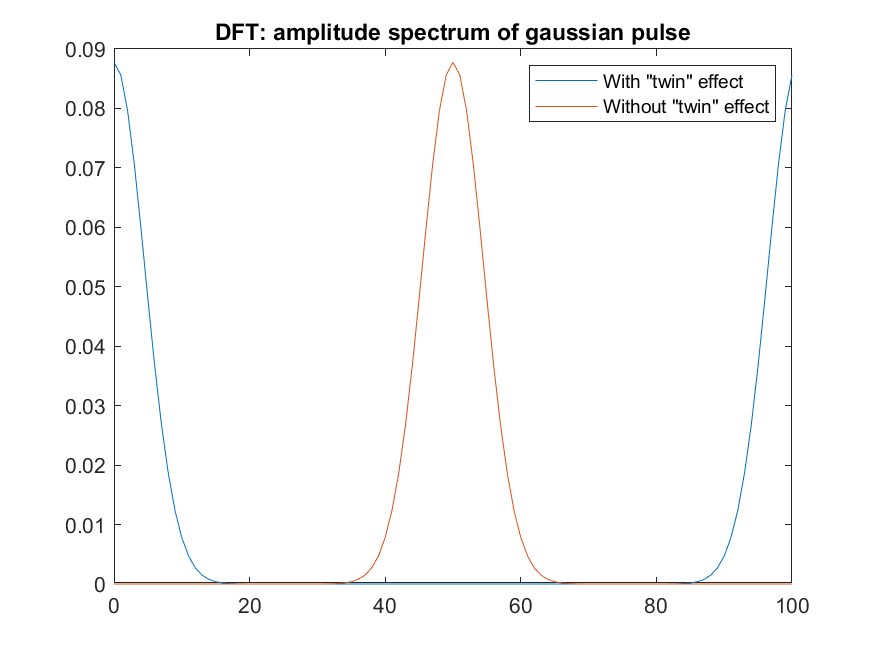 DFT: amplitude spectrum of gaussian pulse
0.09
0.08
0.07
0.06
0.05
0.04
0.03
0.02
0.01
0
With "twin" effect
Without "twin" effect
0 20 40 60 80 100